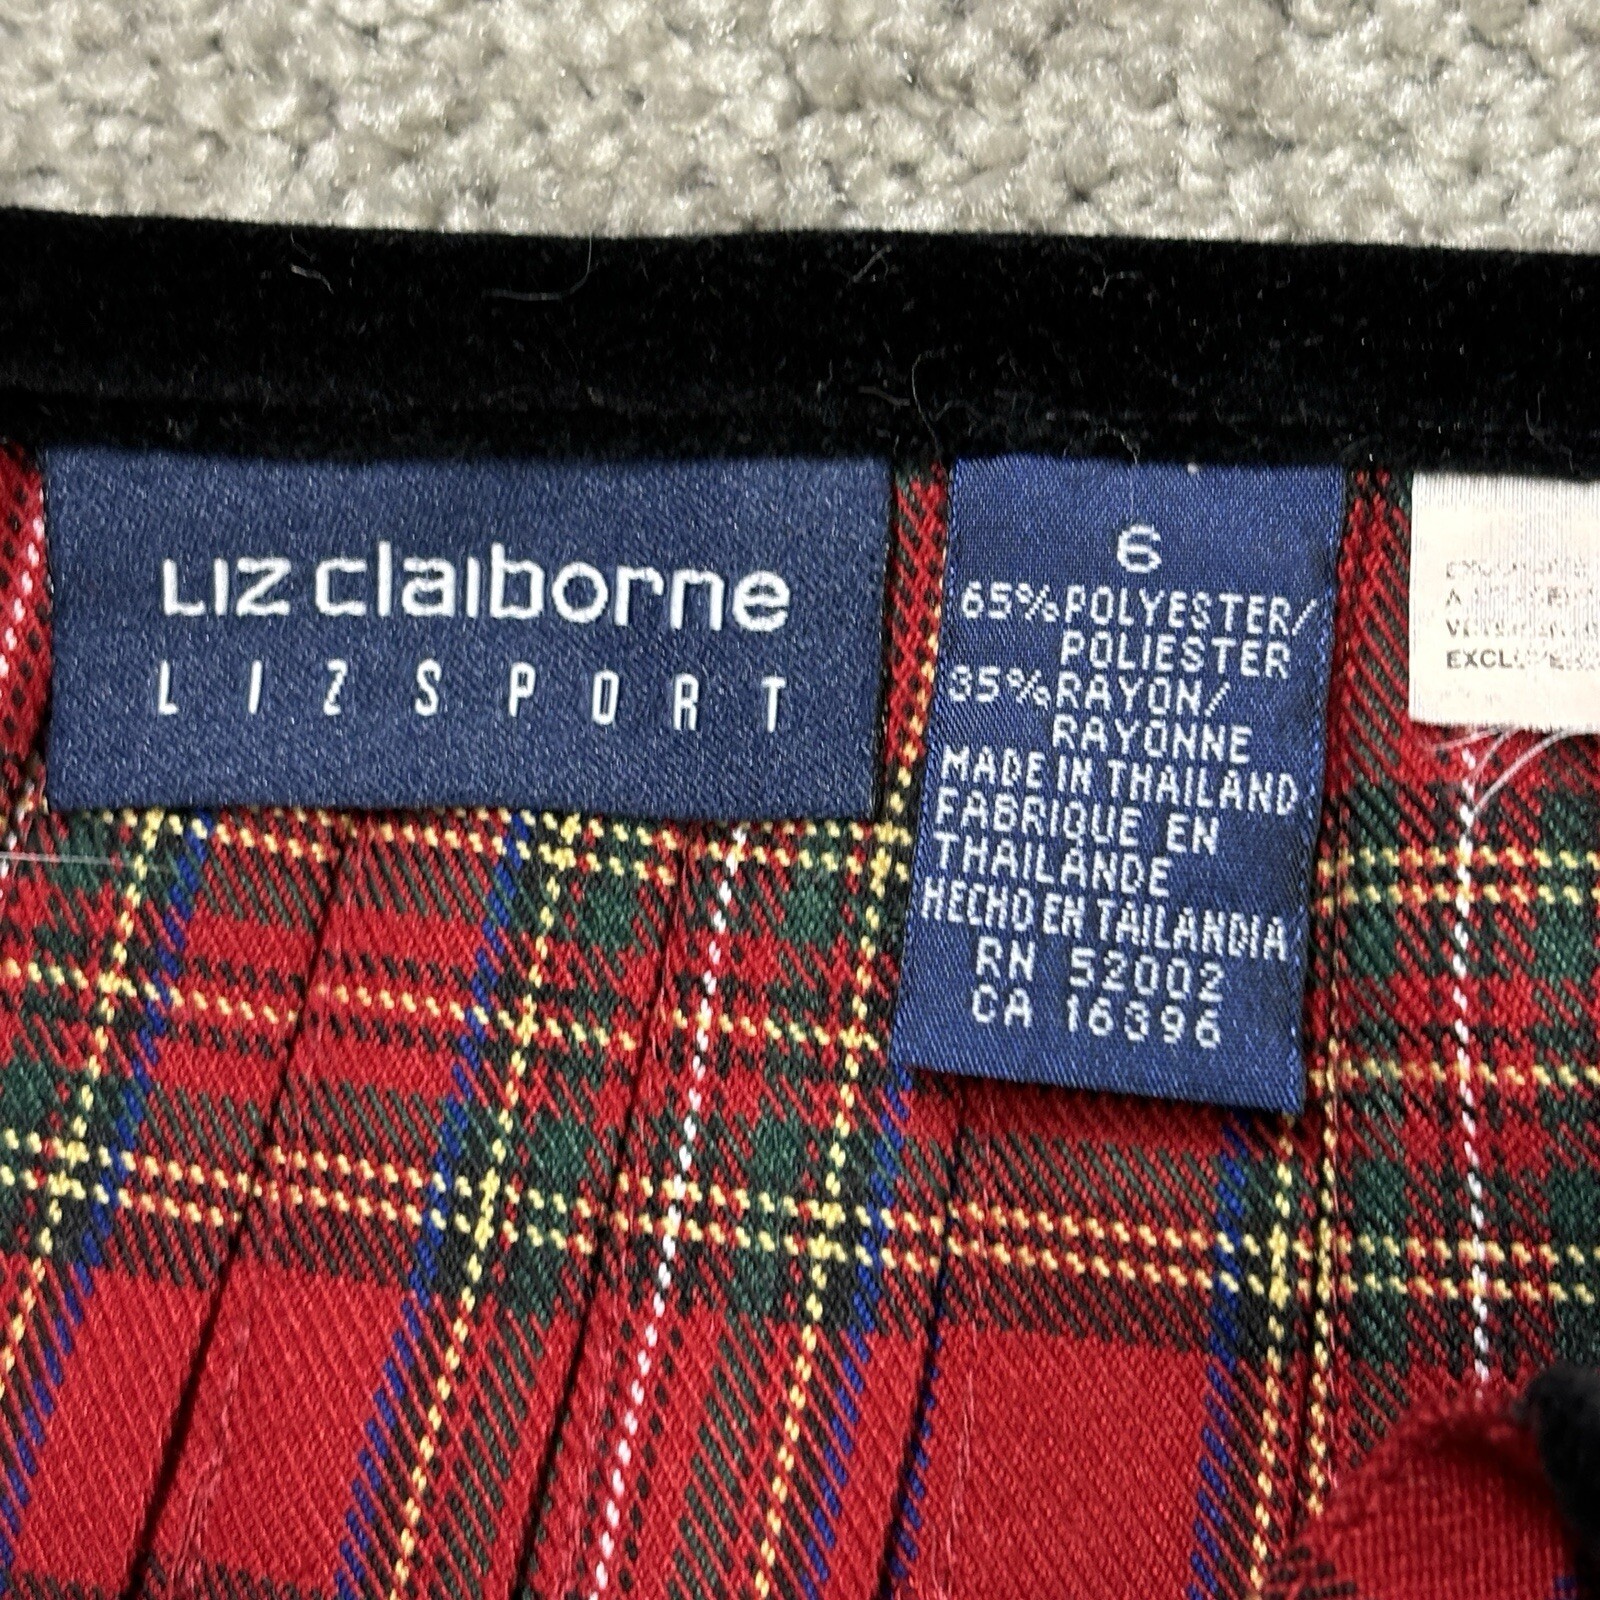 LIZ claiborne
LIZSPORT
6
65% POLYESTER/
POLIESTER
35% RAYON/
RAYONNE
MADE IN THAILAND
FABRIQUE EN
THAILANDE
HECHO EN TAILANDIA
RN 52002
CA 16396
A